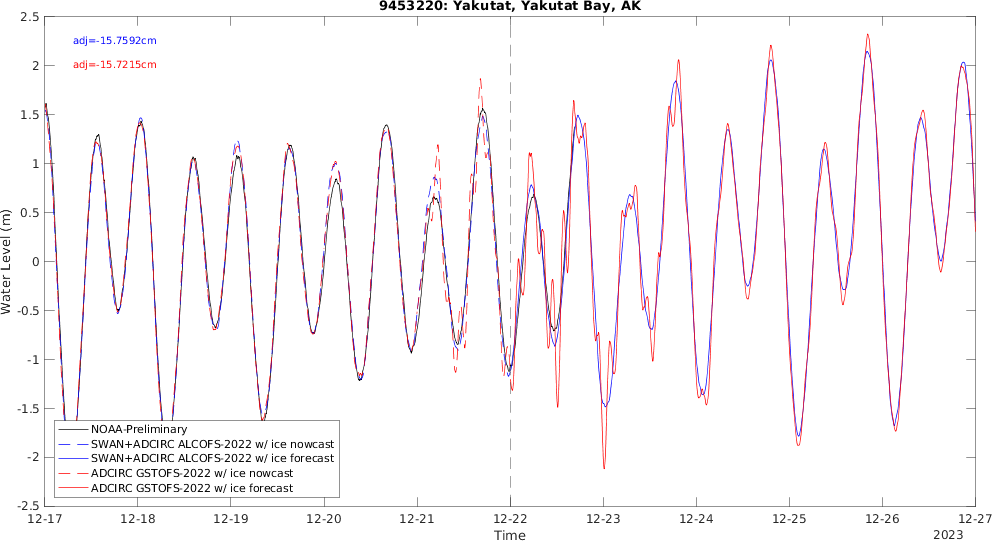 9453220: Yakutat, Yakutat Bay, AK
2.5
2
1.5
1
0.5
0
-0.5
-1
-1.5
-2
-2.5
Water Level (m)
adj=-15.7592cm
adj=-15.7215cm
NOAA-Preliminary
SWAN+ADCIRC ALCOFS-2022 w/ ice nowcast
SWAN+ADCIRC ALCOFS-2022 w/ ice forecast
ADCIRC GSTOFS-2022 w/ ice nowcast
ADCIRC GSTOFS-2022 w/ ice forecast
12-17 12-18 12-19 12-20 12-21 12-22 12-23 12-24 12-25 12-26 12-27
Time
2023